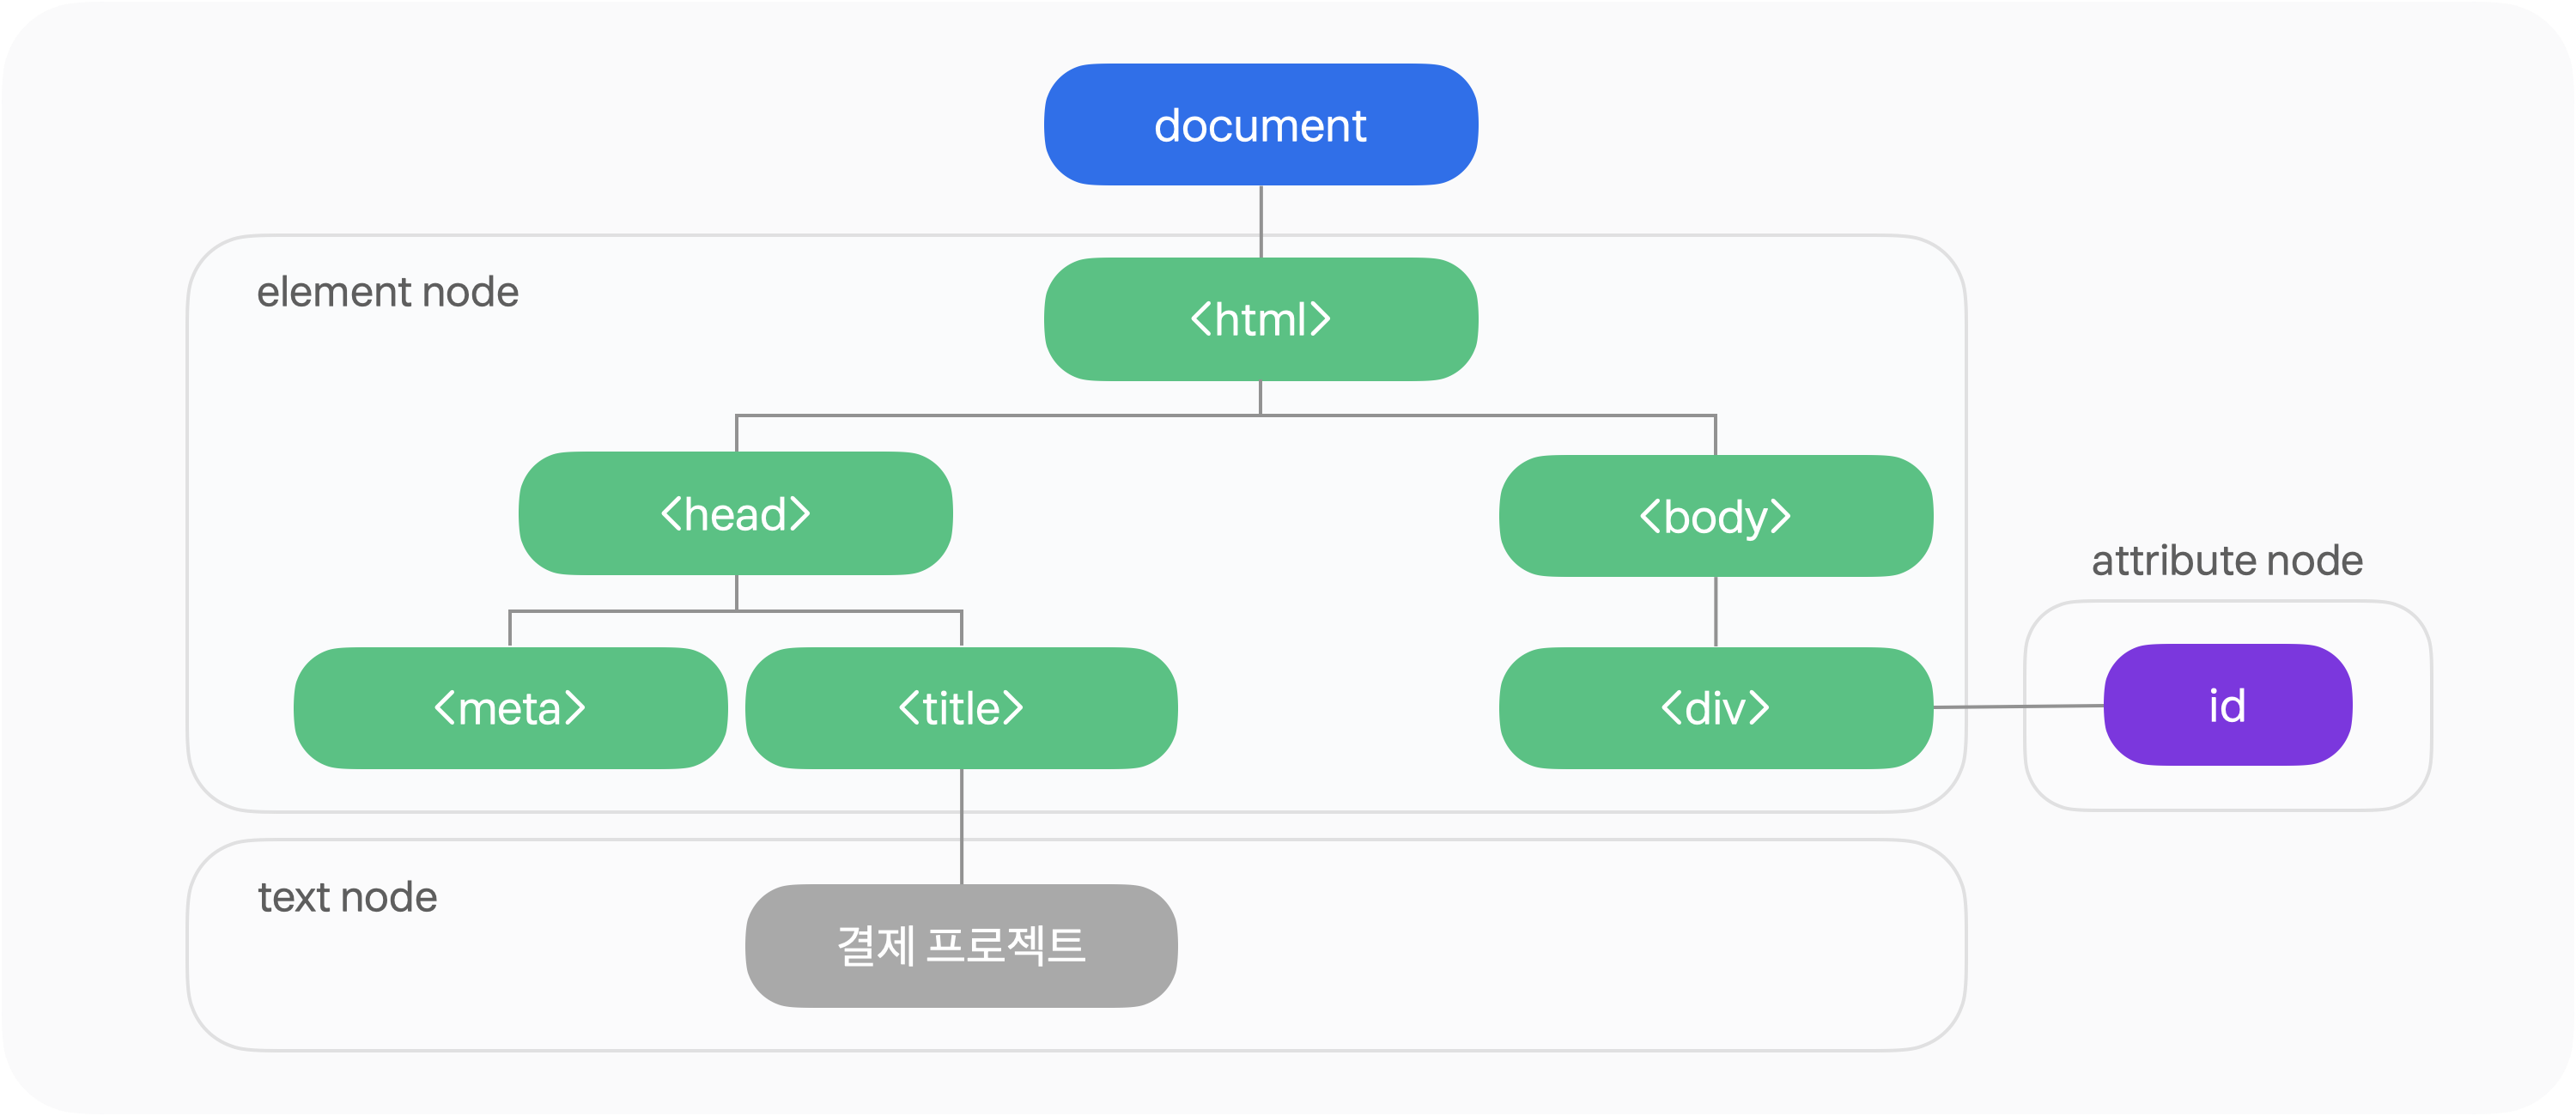 document
element node
<html>
<head>
<body>
attribute node
<meta>
<title>
<div>
id
text node
결제 프로젝트